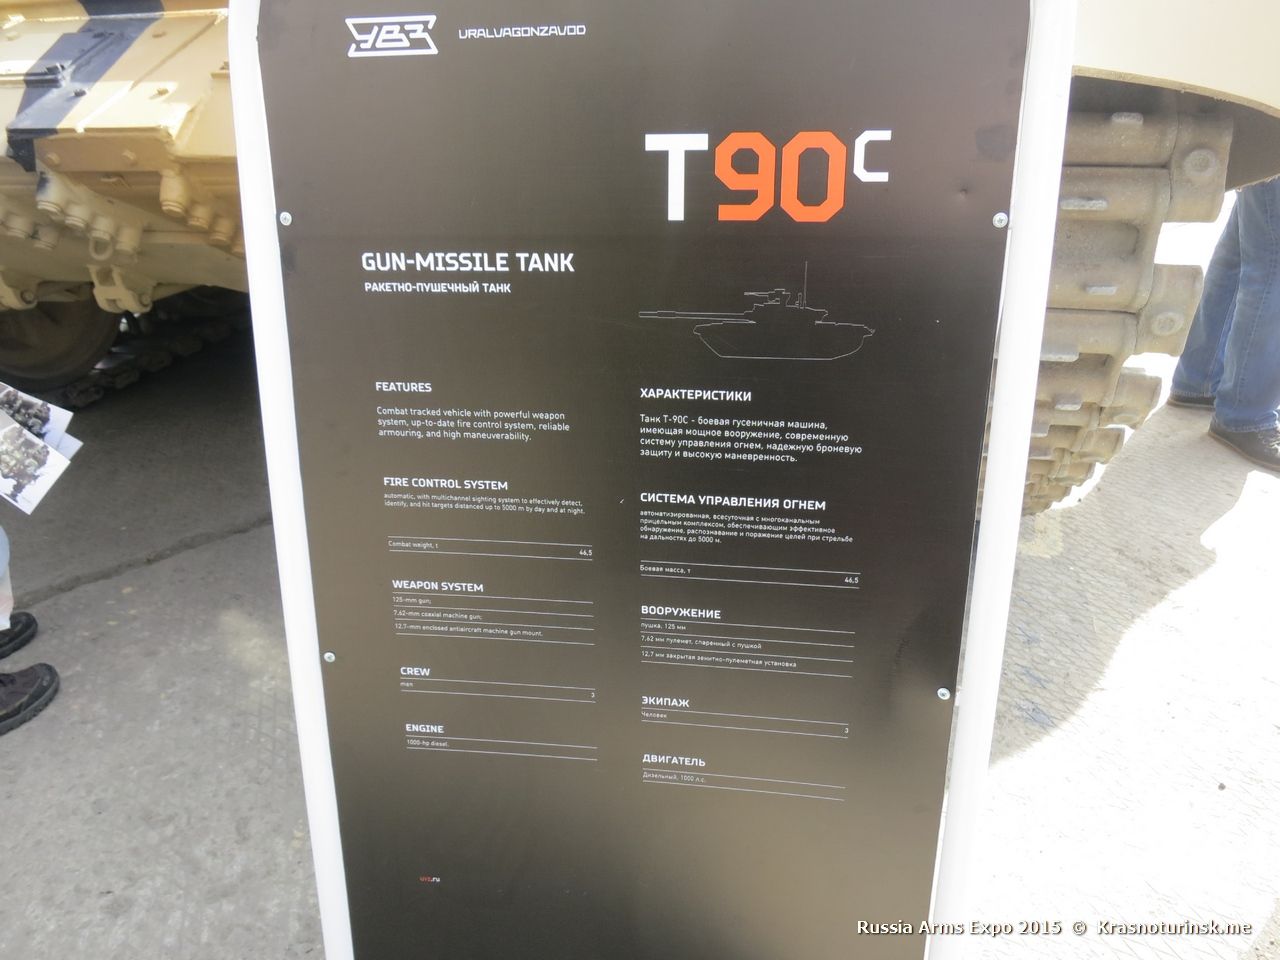 УВЗ URALVAGONZAVOD
T90C
GUN-MISSILE TANK
РАКЕТНО-ПУШЕЧНЫЙ ТАНК
FEATURES
Combat tracked vehicle with powerful weapon
system, up-to-date fire control system, reliable
armouring, and high maneuverability.
FIRE CONTROL SYSTEM
automatic, with multichannel sighting system to effectively detect,
identify, and hit targets distanced up to 5000 m by day and at night.
Combat weight, t 46,5
WEAPON SYSTEM
125-mm gun;
7,62-mm coaxial machine gun;
12,7-mm enclosed antiaircraft machine gun mount.
CREW
man 3
ENGINE
1000-hp diesel.
ХАРАКТЕРИСТИКИ
Танк Т-90С - боевая гусеничная машина,
имеющая мощное вооружение, современную
систему управления огнем, надежную броневую
защиту и высокую маневренность.
СИСТЕМА УПРАВЛЕНИЯ ОГНЕМ
автоматизированная, всесуточная с многоканальным
прицельным комплексом, обеспечивающим эффективное
обнаружение, распознавание и поражение целей при стрельбе
на дальностях до 5000 м.
Боевая масса, т 46,5
ВООРУЖЕНИЕ
пушка, 125 мм
7,62 мм пулемет, спаренный с пушкой
12,7 мм закрытая зенитно-пулеметная установка
ЭКИПАЖ
Человек 3
ДВИГАТЕЛЬ
Дизельный, 1000 л.с.
uvz.ru
Russia Arms Expo 2015 © Krasnoturinsk.me